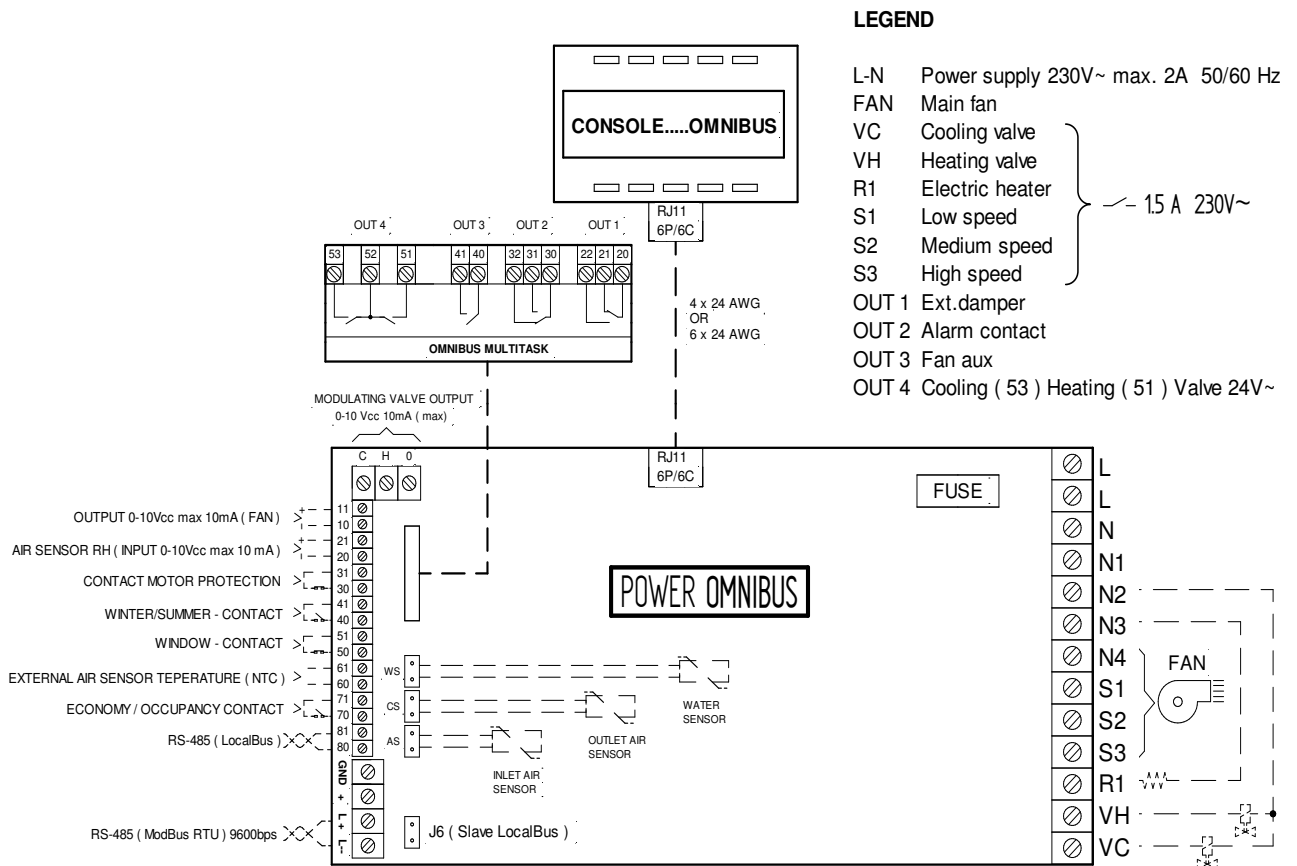 LEGEND
L-N Power supply 230V~ max. 2A 50/60 Hz
FAN Main fan
VC Cooling valve
VH Heating valve
R1 Electric heater
S1 Low speed
S2 Medium speed
S3 High speed
1.5 A 230V~
OUT 1 Ext.damper
OUT 2 Alarm contact
OUT 3 Fan aux
OUT 4 Cooling ( 53 ) Heating ( 51 ) Valve 24V~
CONSOLE.....OMNIBUS
RJ11
6P/6C
OUT 4 OUT 3 OUT 2 OUT 1
53 52 51 41 40 32 31 30 22 21 20
OMNIBUS MULTITASK
4 x 24 AWG
OR
6 x 24 AWG
MODULATING VALVE OUTPUT
0-10 Vcc 10mA ( max)
C H 0
RJ11
6P/6C
FUSE
POWER OMNIBUS
OUTPUT 0-10Vcc max 10mA ( FAN )
+
11
10
AIR SENSOR RH ( INPUT 0-10Vcc max 10 mA )
+
21
20
CONTACT MOTOR PROTECTION
31
30
WINTER/SUMMER - CONTACT
41
40
WINDOW - CONTACT
51
50
EXTERNAL AIR SENSOR TEPERATURE ( NTC )
61
60
ECONOMY / OCCUPANCY CONTACT
71
70
RS-485 ( LocalBus )
81
80
GND
+
RS-485 ( ModBus RTU ) 9600bps
L+
L-
WS
WATER
SENSOR
CS
OUTLET AIR
SENSOR
AS
INLET AIR
SENSOR
J6 ( Slave LocalBus )
L
L
N
N1
N2
N3
N4
FAN
S1
S2
S3
R1
VH
VC